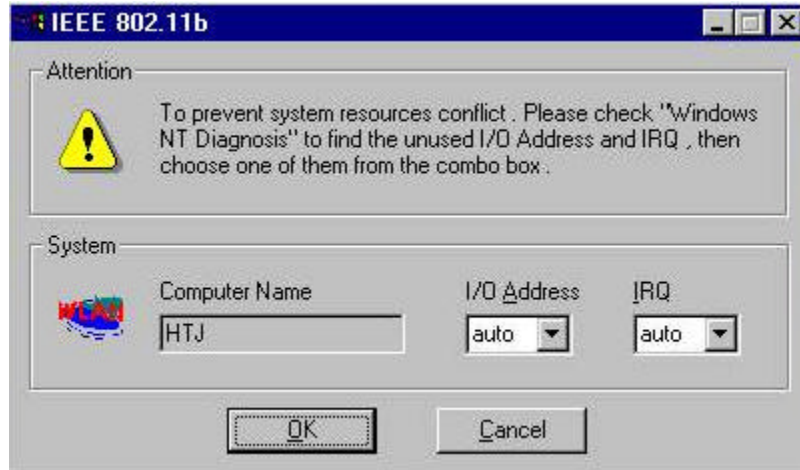 IEEE 802.11b
Attention
To prevent system resources conflict . Please check "Windows
NT Diagnosis" to find the unused I/O Address and IRQ , then
choose one of them from the combo box .
System
WLAN
Computer Name
HTJ
I/O Address
auto
IRQ
auto
OK
Cancel